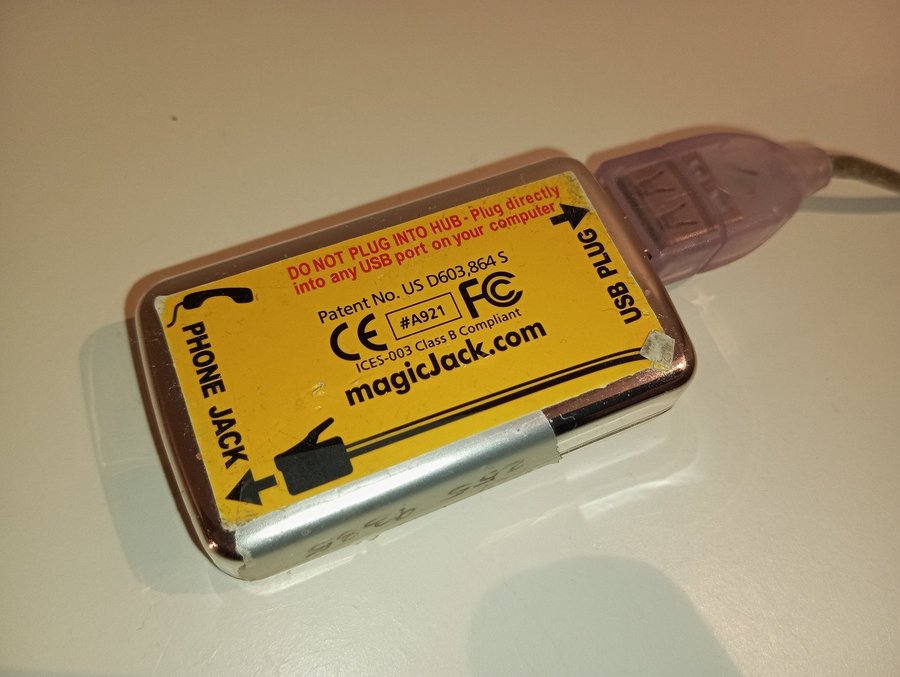 DO NOT PLUG INTO HUB - Plug directly
into any USB port on your computer
Patent No. US D603,864 S
CE #A921 FC
ICES-003 Class B Compliant
magicJack.com
PHONE JACK
USB PLUG